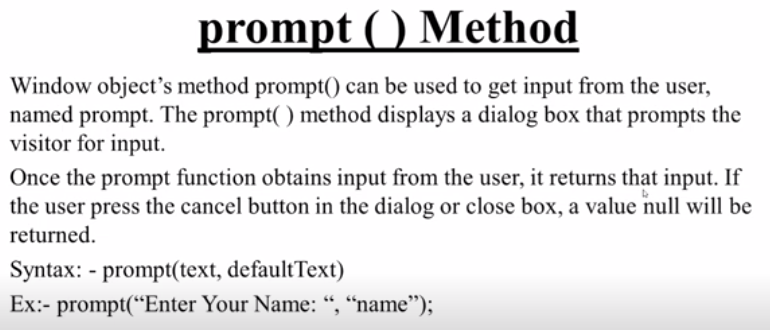 prompt ( ) Method
Window object’s method prompt() can be used to get input from the user,
named prompt. The prompt( ) method displays a dialog box that prompts the
visitor for input.
Once the prompt function obtains input from the user, it returns that input. If
the user press the cancel button in the dialog or close box, a value null will be
returned.
Syntax: - prompt(text, defaultText)
Ex:- prompt(“Enter Your Name: “, “name”);